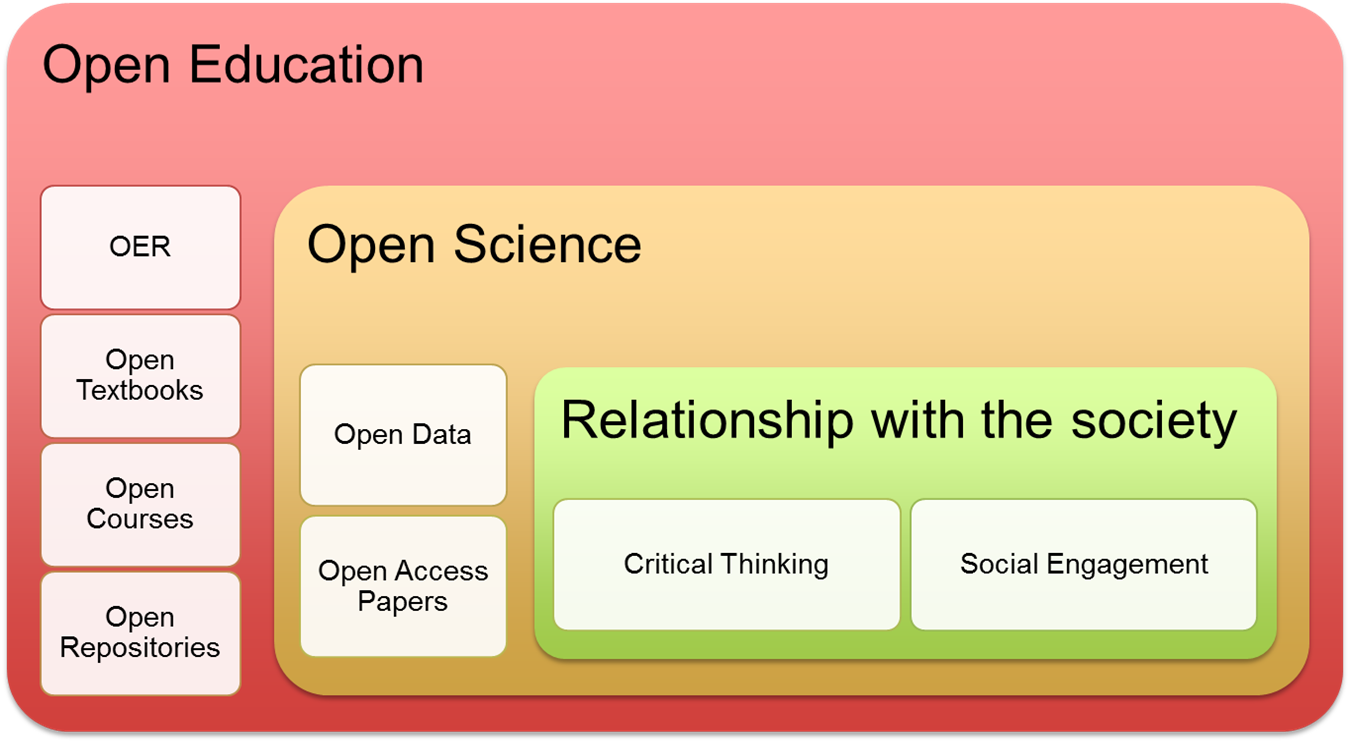 Open Education
OER
Open
Textbooks
Open
Courses
Open
Repositories
Open Science
Open Data
Open Access
Papers
Relationship with the society
Critical Thinking
Social Engagement